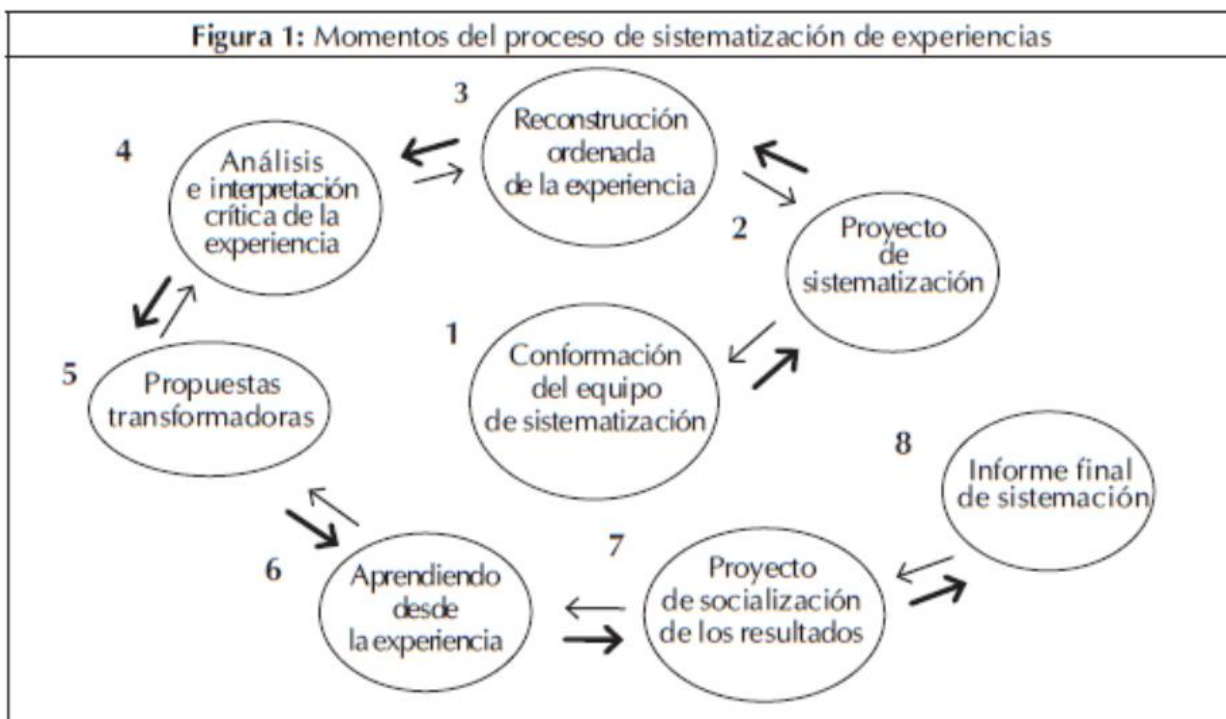 Figura 1: Momentos del proceso de sistematización de experiencias
1
Conformación
del equipo
de sistematización
2
Proyecto
de
sistematización
3
Reconstrucción
ordenada
de la experiencia
4
Análisis
e interpretación
crítica de la
experiencia
5
Propuestas
transformadoras
6
Aprendiendo
desde
la experiencia
7
Proyecto
de socialización
de los resultados
8
Informe final
de sistemación